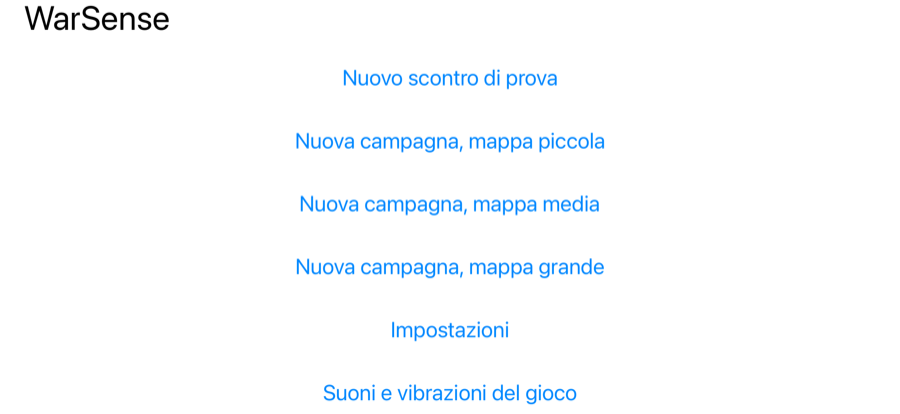 WarSense
Nuovo scontro di prova
Nuova campagna, mappa piccola
Nuova campagna, mappa media
Nuova campagna, mappa grande
Impostazioni
Suoni e vibrazioni del gioco